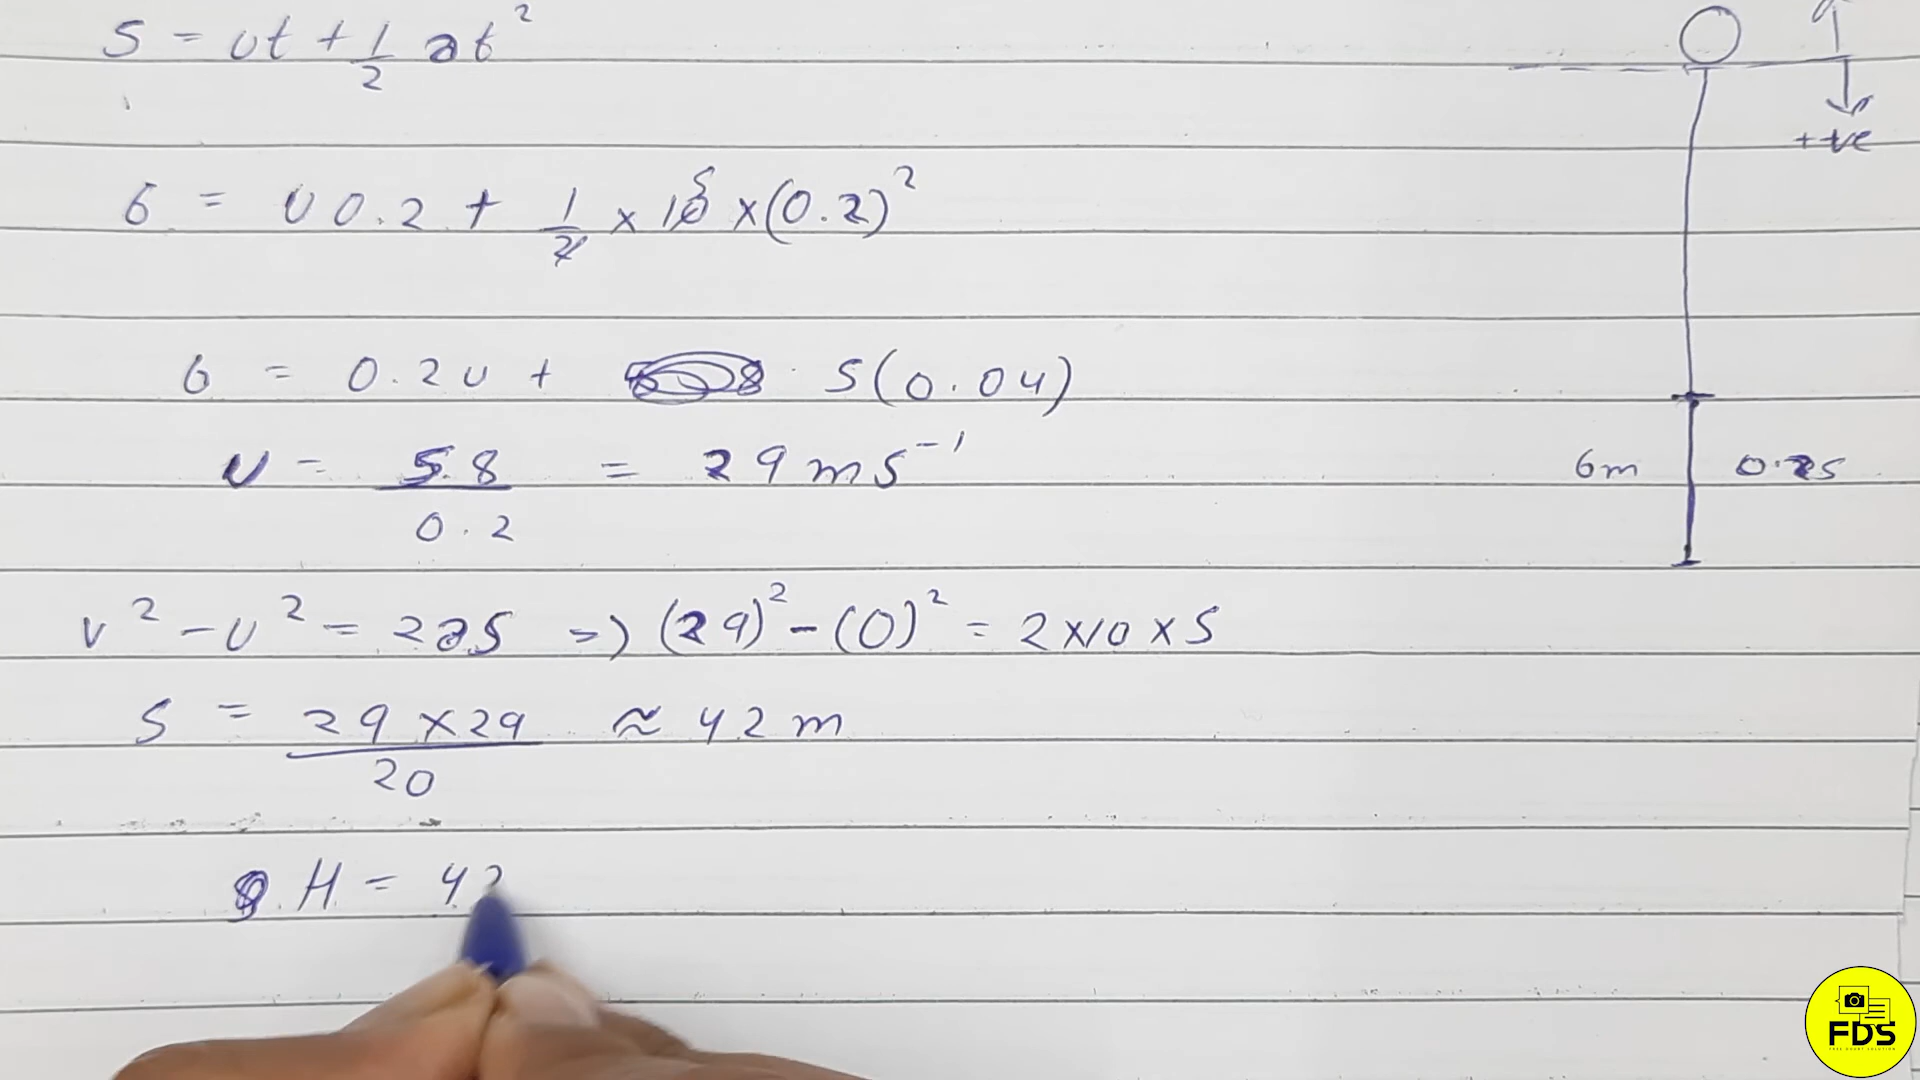 S = ut + 1/2 at²
6 = U 0.2 + 1/2 × 10 5 × (0.2)²
6 = 0.2u + 5(0.04)
U = 5.8/0.2 = 29 ms⁻¹
v² - u² = 2as => (29)² - (0)² = 2×10×S
S = 29×29/20 ≈ 42 m
H = 42
+ve
6m
0.2s
FDS